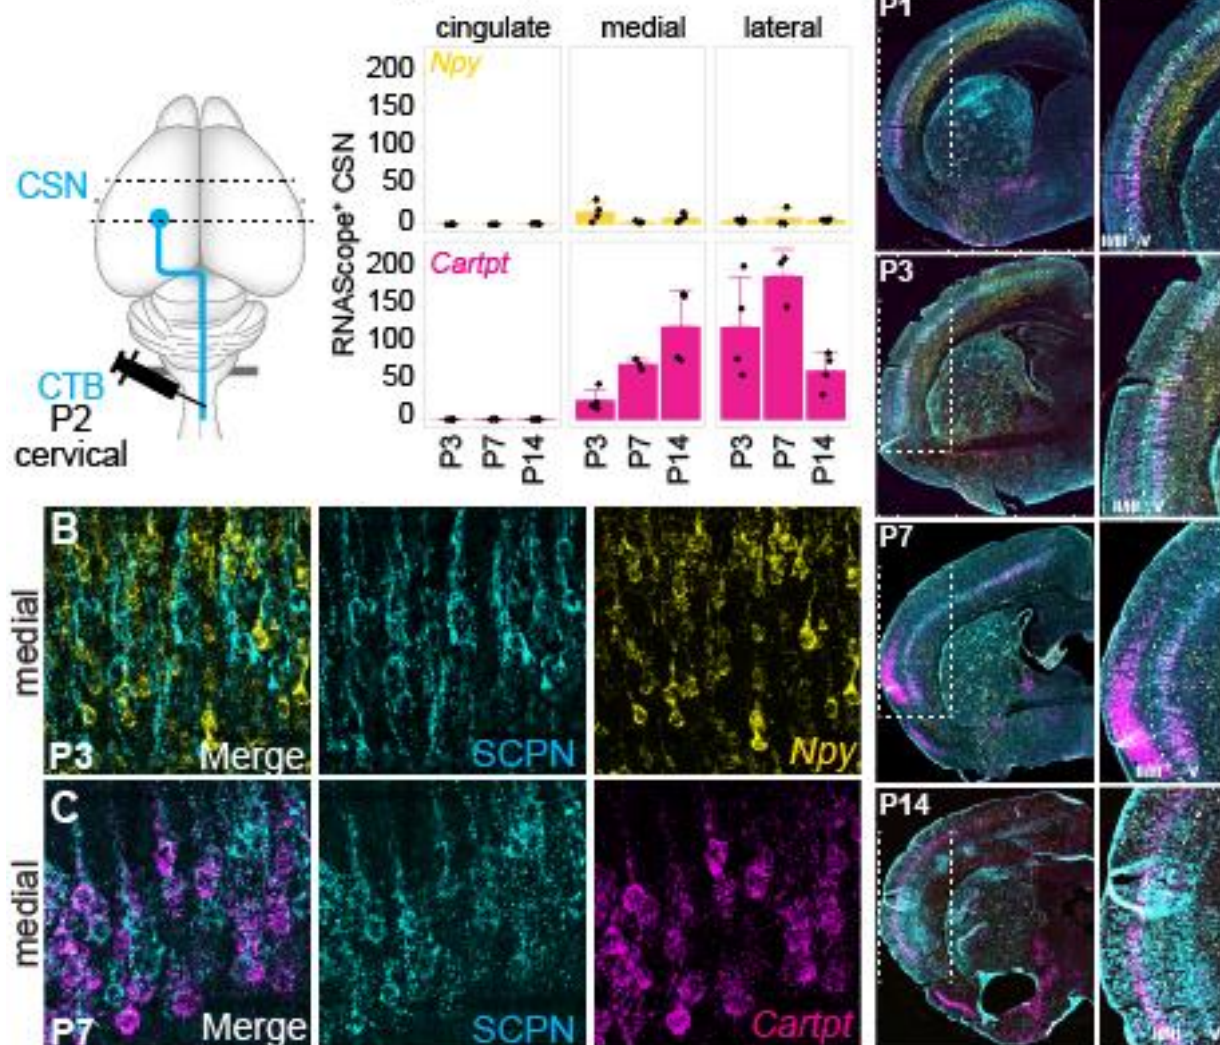 cingulate medial lateral
Npy
200
150
100
50
0
Cartpt
200
150
100
50
0
RNAScope⁺ CSN
P3 P7 P14 P3 P7 P14 P3 P7 P14
CSN
CTB
P2
cervical
B
medial
P3 Merge SCPN Npy
C
medial
P7 Merge SCPN Cartpt
P1
V
P3
V
P7
V
P14